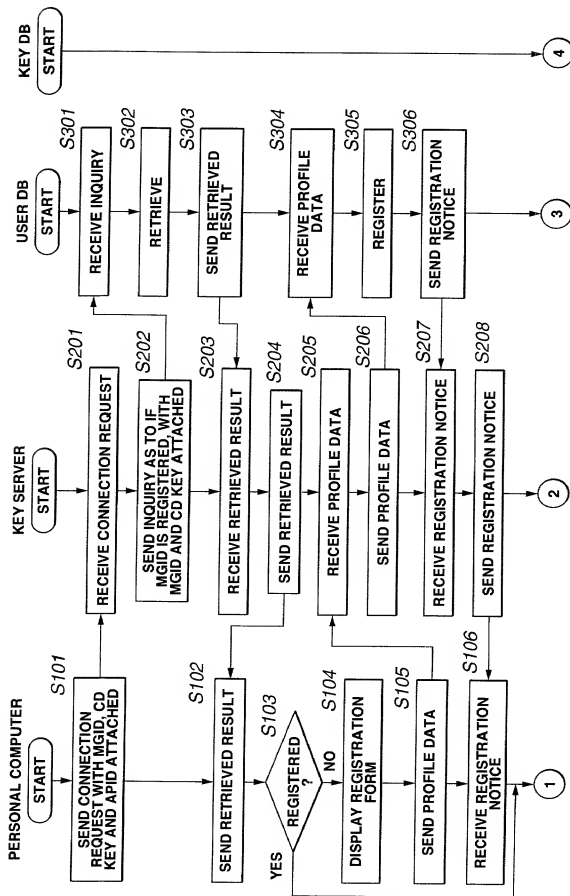 PERSONAL COMPUTER
START
S101
SEND CONNECTION
REQUEST WITH MGID, CD
KEY AND APID ATTACHED
S102
SEND RETRIEVED RESULT
S103
REGISTERED
?
YES
NO
S104
DISPLAY REGISTRATION
FORM
S105
SEND PROFILE DATA
S106
RECEIVE REGISTRATION
NOTICE
1
KEY SERVER
START
S201
RECEIVE CONNECTION REQUEST
S202
SEND INQUIRY AS TO IF
MGID IS REGISTERED, WITH
MGID AND CD KEY ATTACHED
S203
RECEIVE RETRIEVED RESULT
S204
SEND RETRIEVED RESULT
S205
RECEIVE PROFILE DATA
S206
SEND PROFILE DATA
S207
RECEIVE REGISTRATION NOTICE
S208
SEND REGISTRATION NOTICE
2
USER DB
START
S301
RECEIVE INQUIRY
S302
RETRIEVE
S303
SEND RETRIEVED
RESULT
S304
RECEIVE PROFILE
DATA
S305
REGISTER
S306
SEND REGISTRATION
NOTICE
3
KEY DB
START
4